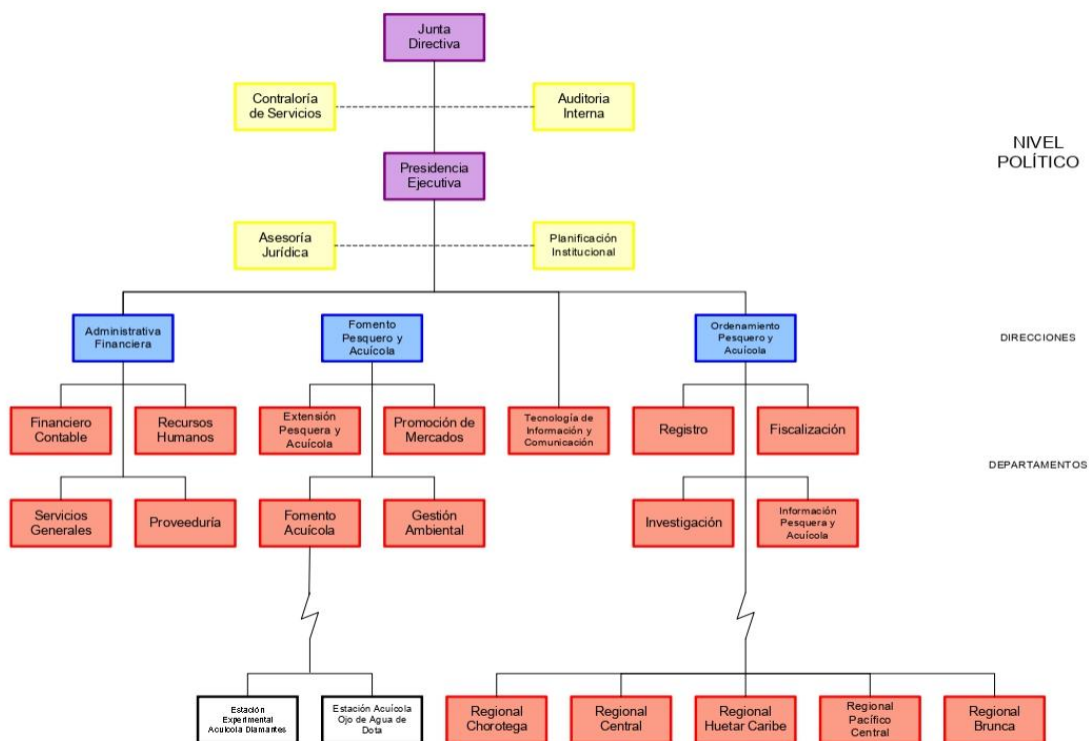 Junta
Directiva
Contraloría
de Servicios
Auditoria
Interna
NIVEL
POLÍTICO
Presidencia
Ejecutiva
Asesoría
Jurídica
Planificación
Institucional
Administrativa
Financiera
Fomento
Pesquero y
Acuícola
Ordenamiento
Pesquero y
Acuícola
DIRECCIONES
Financiero
Contable
Recursos
Humanos
Extensión
Pesquera y
Acuícola
Promoción de
Mercados
Tecnología de
Información y
Comunicación
Registro
Fiscalización
DEPARTAMENTOS
Servicios
Generales
Proveeduría
Fomento
Acuícola
Gestión
Ambiental
Investigación
Información
Pesquera y
Acuícola
Estación
Experimental
Acuícola Diamantes
Estación Acuícola
Ojo de Agua de
Dota
Regional
Chorotega
Regional
Central
Regional
Huetar Caribe
Regional
Pacífico
Central
Regional
Brunca